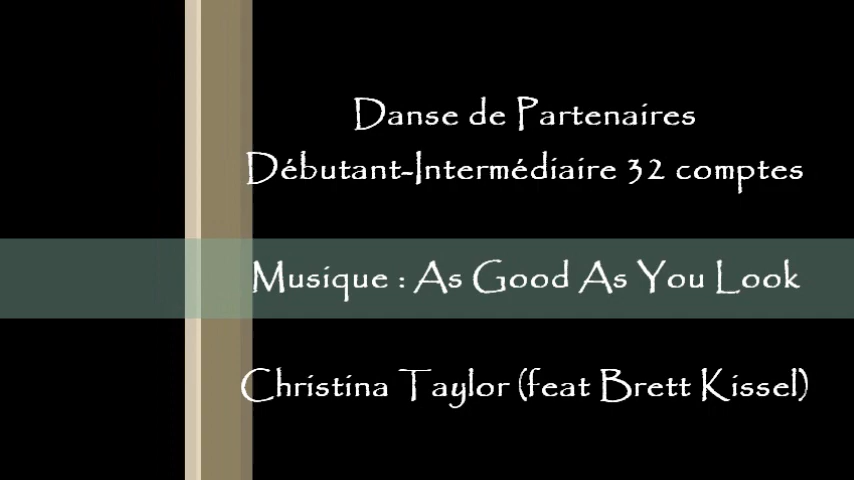 Danse de Partenaires
Débutant-Intermédiaire 32 comptes
Musique : As Good As You Look
Christina Taylor (feat Brett Kissel)